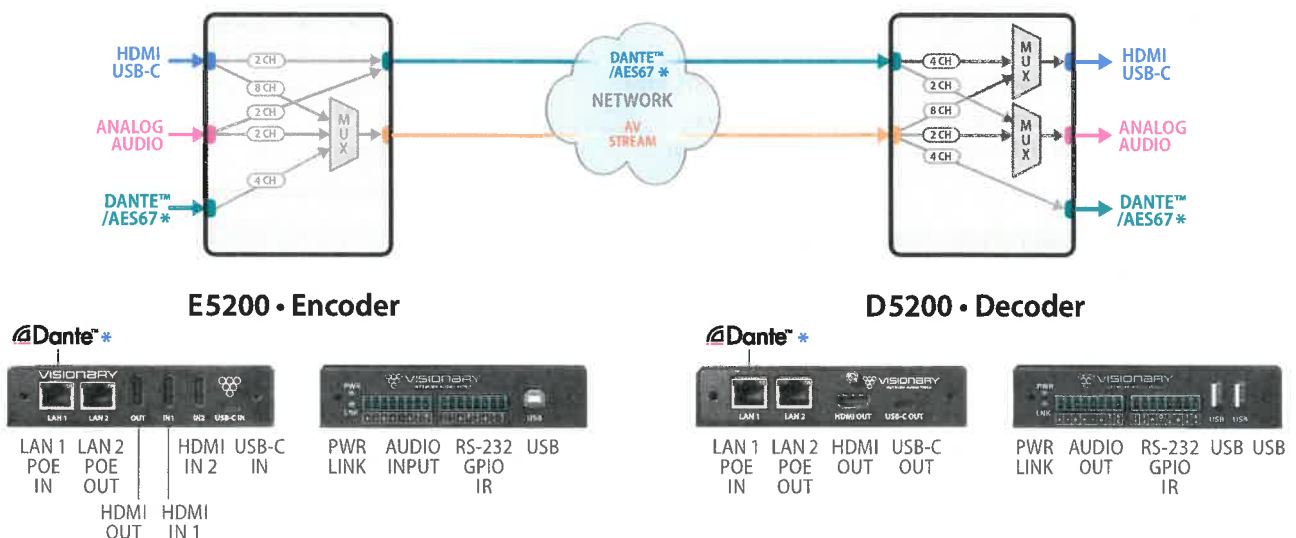 HDMI
USB-C
ANALOG
AUDIO
DANTE™
/AES67 *
2 CH
8 CH
2 CH
2 CH
4 CH
M
U
X
DANTE™
/AES67 *
NETWORK
AV
STREAM
4 CH
2 CH
8 CH
2 CH
4 CH
M
U
X
M
U
X
HDMI
USB-C
ANALOG
AUDIO
DANTE™
/AES67 *
E5200 • Encoder
Dante™ *
VISIONARY
LAN 1 LAN 2 OUT IN1 IN2 USB-C IN
LAN 1
POE
IN
LAN 2
POE
OUT
HDMI
OUT
HDMI
IN 1
HDMI
IN 2
USB-C
IN
VISIONARY
PWR
LNK
USB
PWR
LINK
AUDIO
INPUT
RS-232
GPIO
IR
USB
D5200 • Decoder
Dante™ *
VISIONARY
LAN 1 LAN 2 HDMI OUT USB-C OUT
LAN 1
POE
IN
LAN 2
POE
OUT
HDMI
OUT
USB-C
OUT
VISIONARY
PWR
LNK
USB USB
PWR
LINK
AUDIO
OUT
RS-232
GPIO
IR
USB
USB